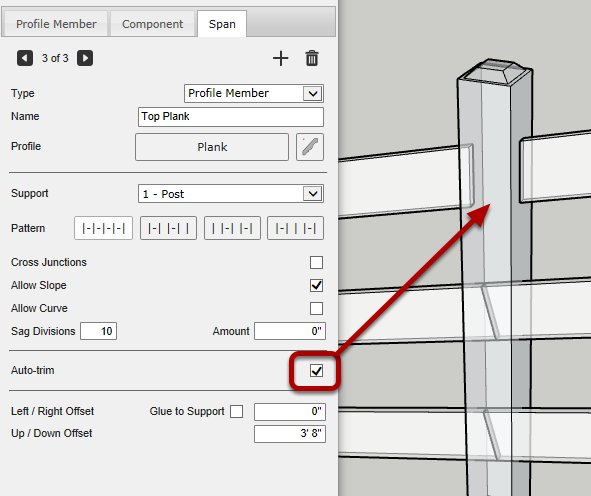 Profile Member Component Span
3 of 3
Type Profile Member
Name Top Plank
Profile Plank
Support 1 - Post
Pattern |-|-|-|-| |-| |-| | | |-| |-| |-| | |-|
Cross Junctions
Allow Slope
Allow Curve
Sag Divisions 10 Amount 0"
Auto-trim
Left / Right Offset Glue to Support 0"
Up / Down Offset 3' 8"